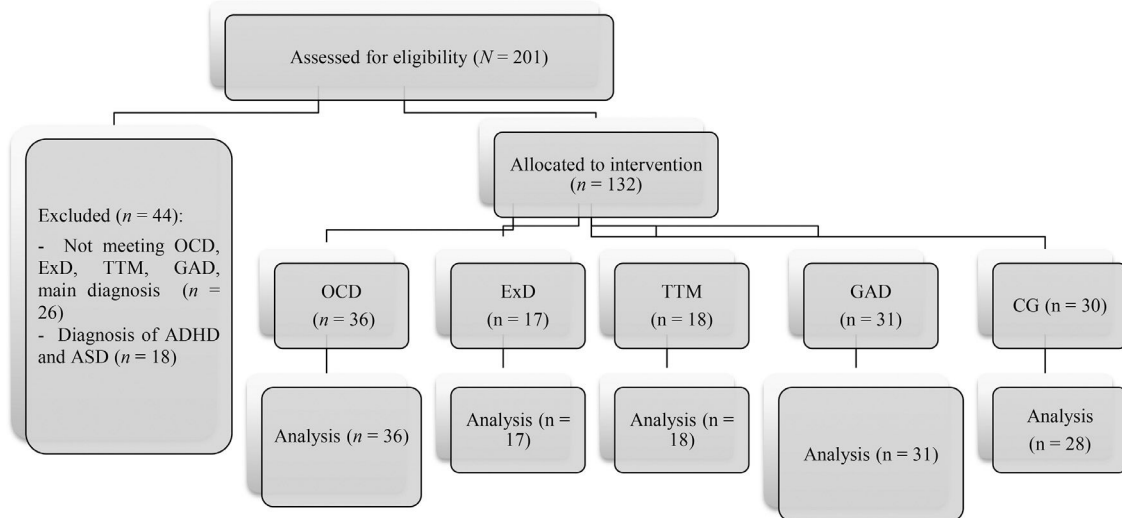 Assessed for eligibility (N = 201)
Allocated to intervention
(n = 132)
Excluded (n = 44):
- Not meeting OCD,
ExD, TTM, GAD,
main diagnosis (n =
26)
- Diagnosis of ADHD
and ASD (n = 18)
OCD
(n = 36)
ExD
(n = 17)
TTM
(n = 18)
GAD
(n = 31)
CG (n = 30)
Analysis (n = 36)
Analysis (n =
17)
Analysis (n =
18)
Analysis (n = 31)
Analysis
(n = 28)